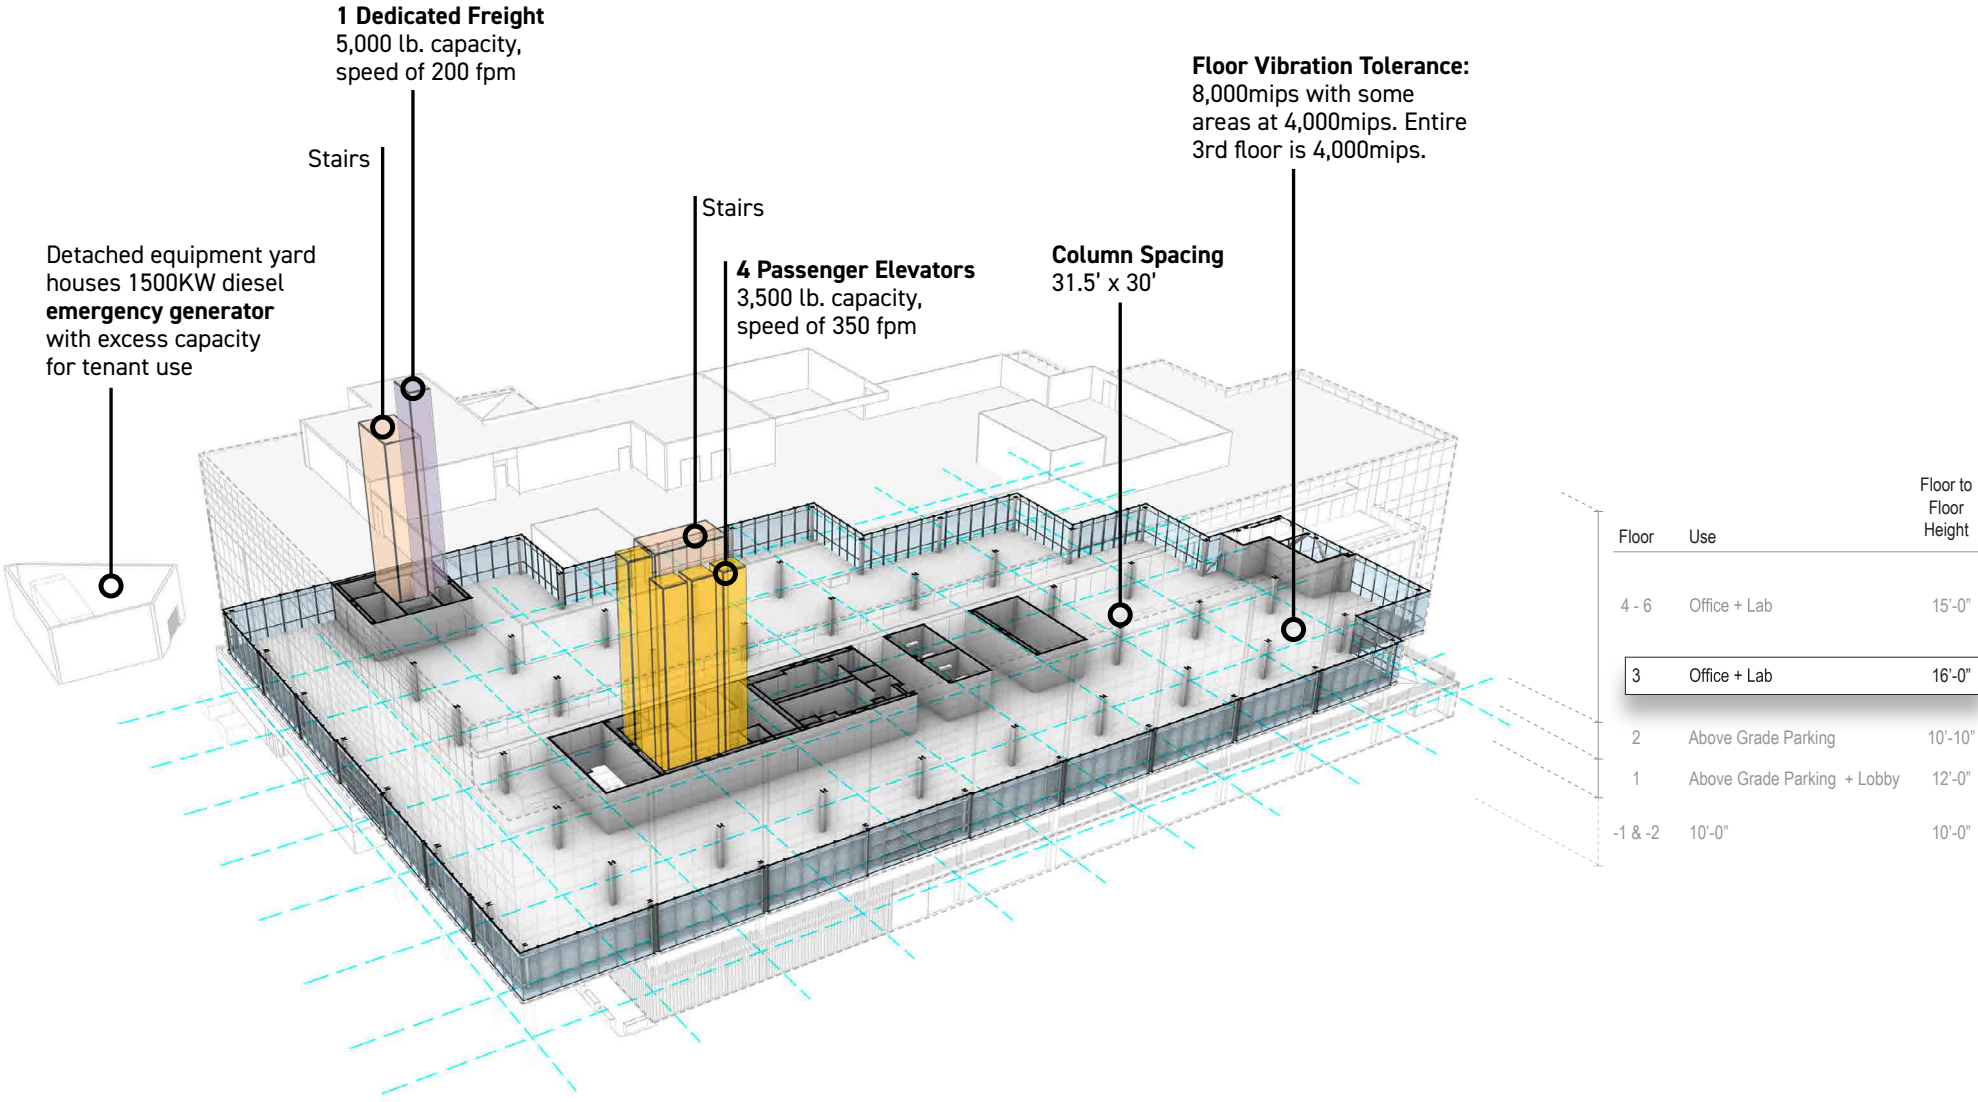 1 Dedicated Freight
5,000 lb. capacity,
speed of 200 fpm
Stairs
Detached equipment yard
houses 1500KW diesel
emergency generator
with excess capacity
for tenant use
Stairs
4 Passenger Elevators
3,500 lb. capacity,
speed of 350 fpm
Column Spacing
31.5’ x 30’
Floor Vibration Tolerance:
8,000mips with some
areas at 4,000mips. Entire
3rd floor is 4,000mips.
Floor to
Floor
Floor Use Height
4 - 6 Office + Lab 15’-0”
3 Office + Lab 16’-0”
2 Above Grade Parking 10’-10”
1 Above Grade Parking + Lobby 12’-0”
-1 & -2 10’-0” 10’-0”